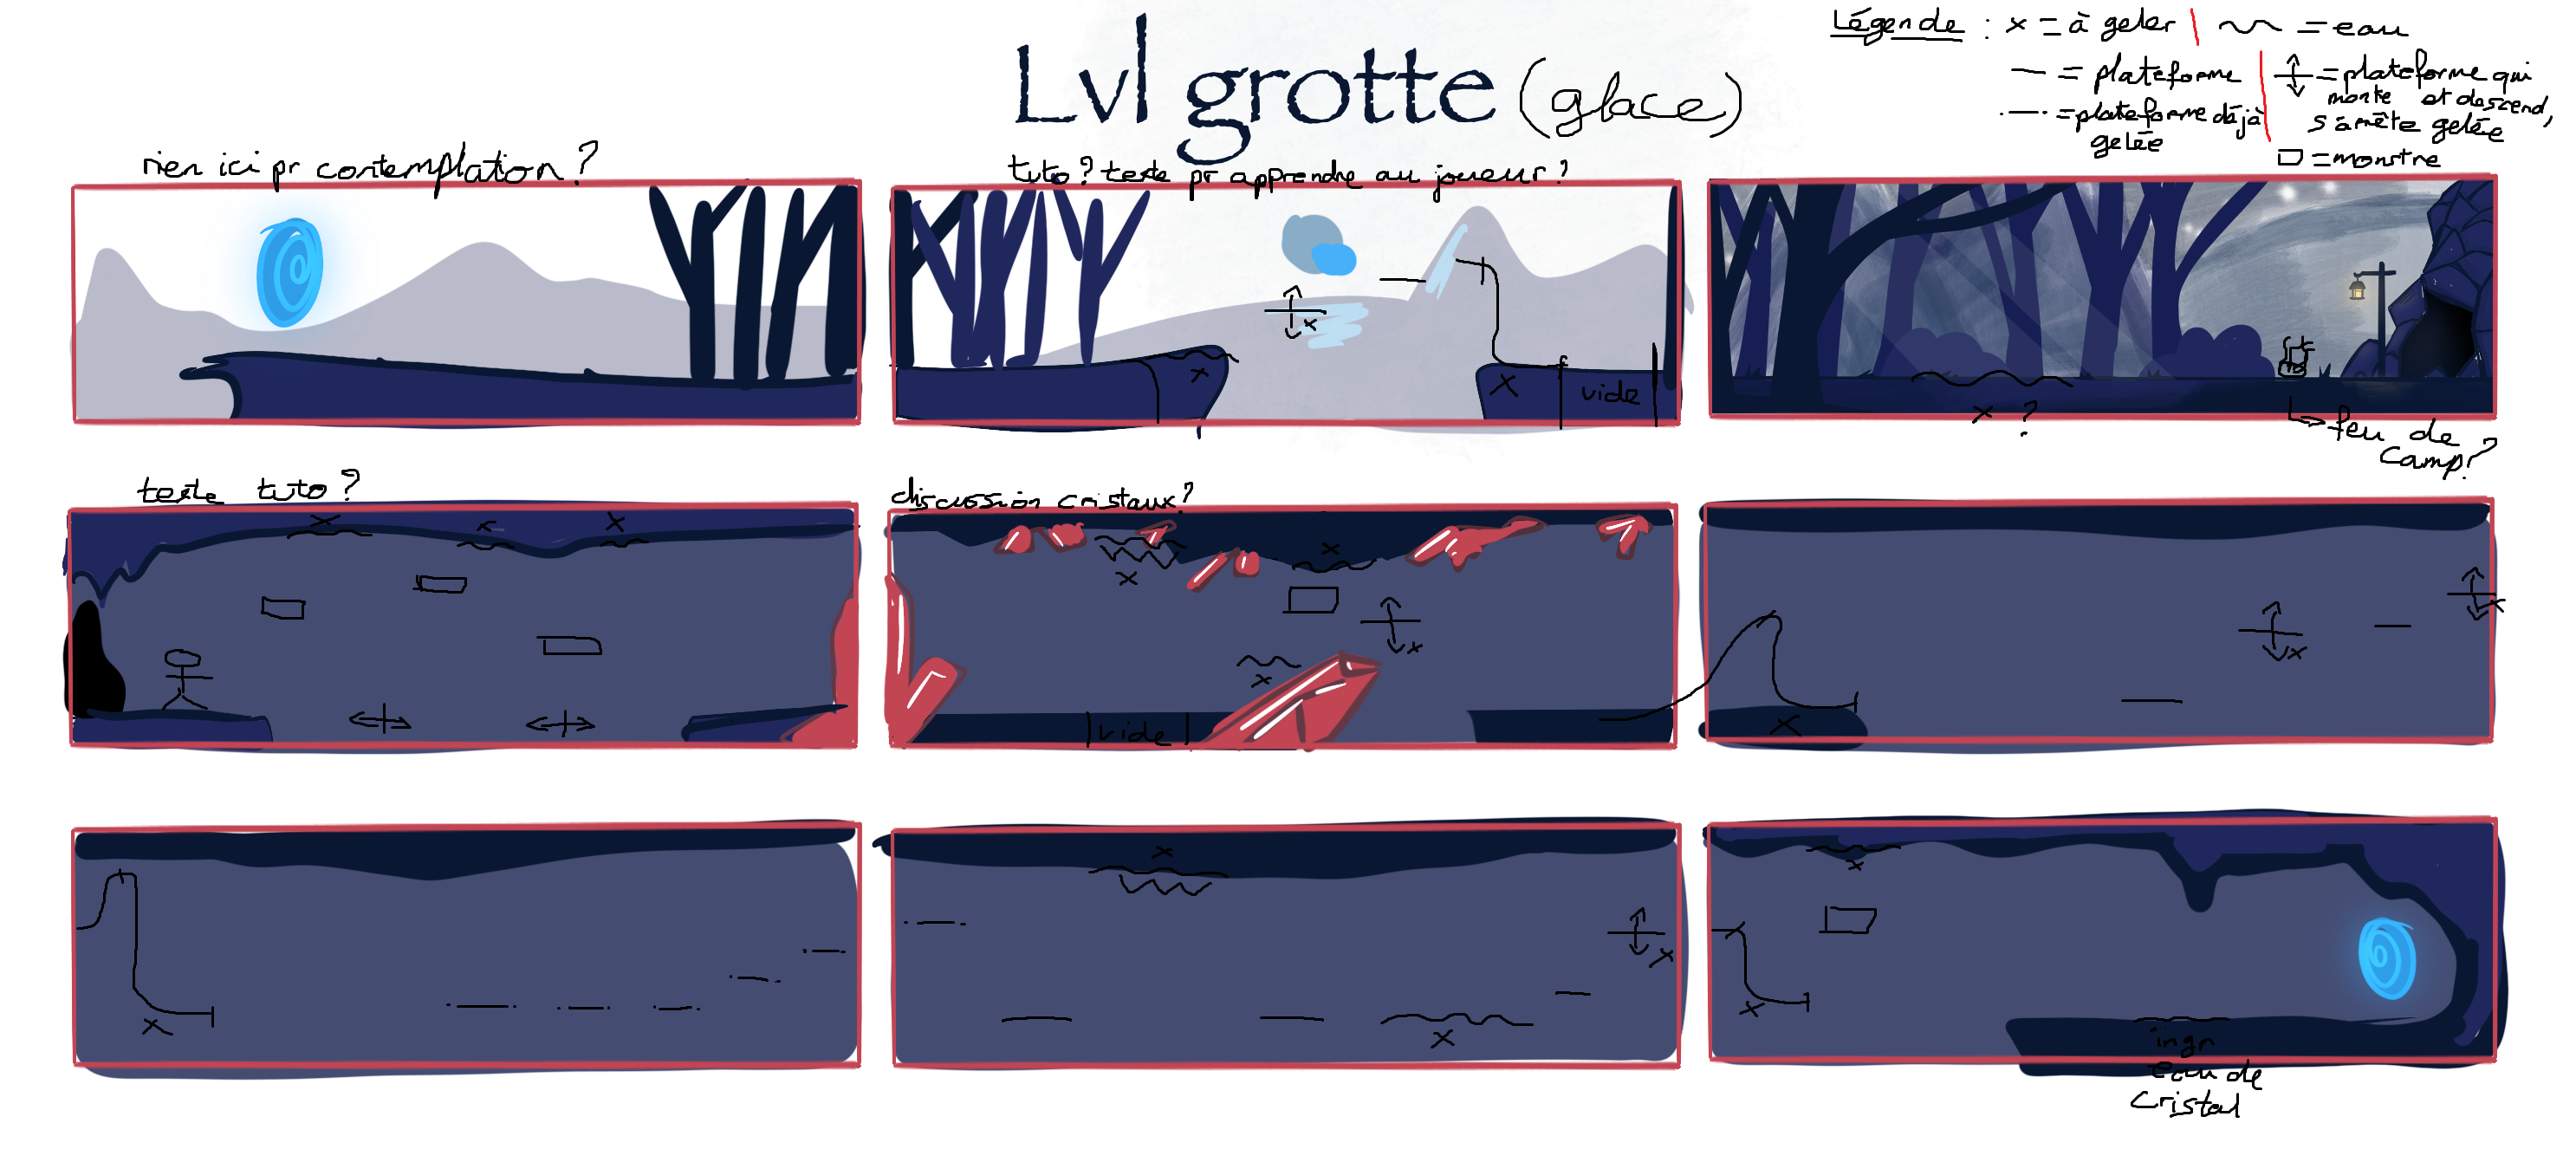 Lvl grotte (glace)
Légende : x = à geler | = eau
— = plateforme | = plateforme qui
monte et descend,
.—. = plateforme déjà
s'arrête gelée
gelée
= monstre
rien ici pr contemplation ?
tuto ? texte pr apprendre au joueur ?
x
x
x
vide
x ?
feu de
camp ?
texte tuto ?
discussion cristaux ?
x
x
x
x
x
x
x
vide
x
x
x
x
x
x
x
x
x
ingr
eau de
cristal